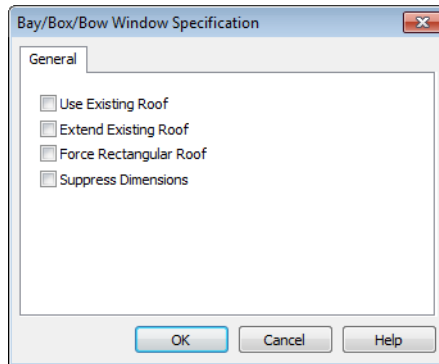 Bay/Box/Bow Window Specification
General
Use Existing Roof
Extend Existing Roof
Force Rectangular Roof
Suppress Dimensions
OK Cancel Help